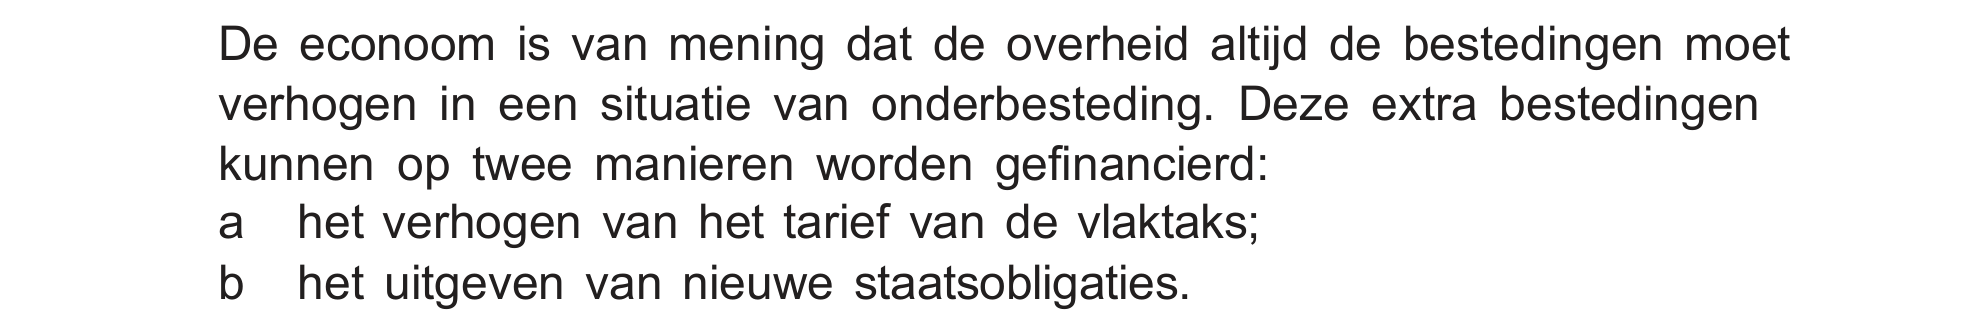 De econoom is van mening dat de overheid altijd de bestedingen moet
verhogen in een situatie van onderbesteding. Deze extra bestedingen
kunnen op twee manieren worden gefinancierd:
a het verhogen van het tarief van de vlaktaks;
b het uitgeven van nieuwe staatsobligaties.